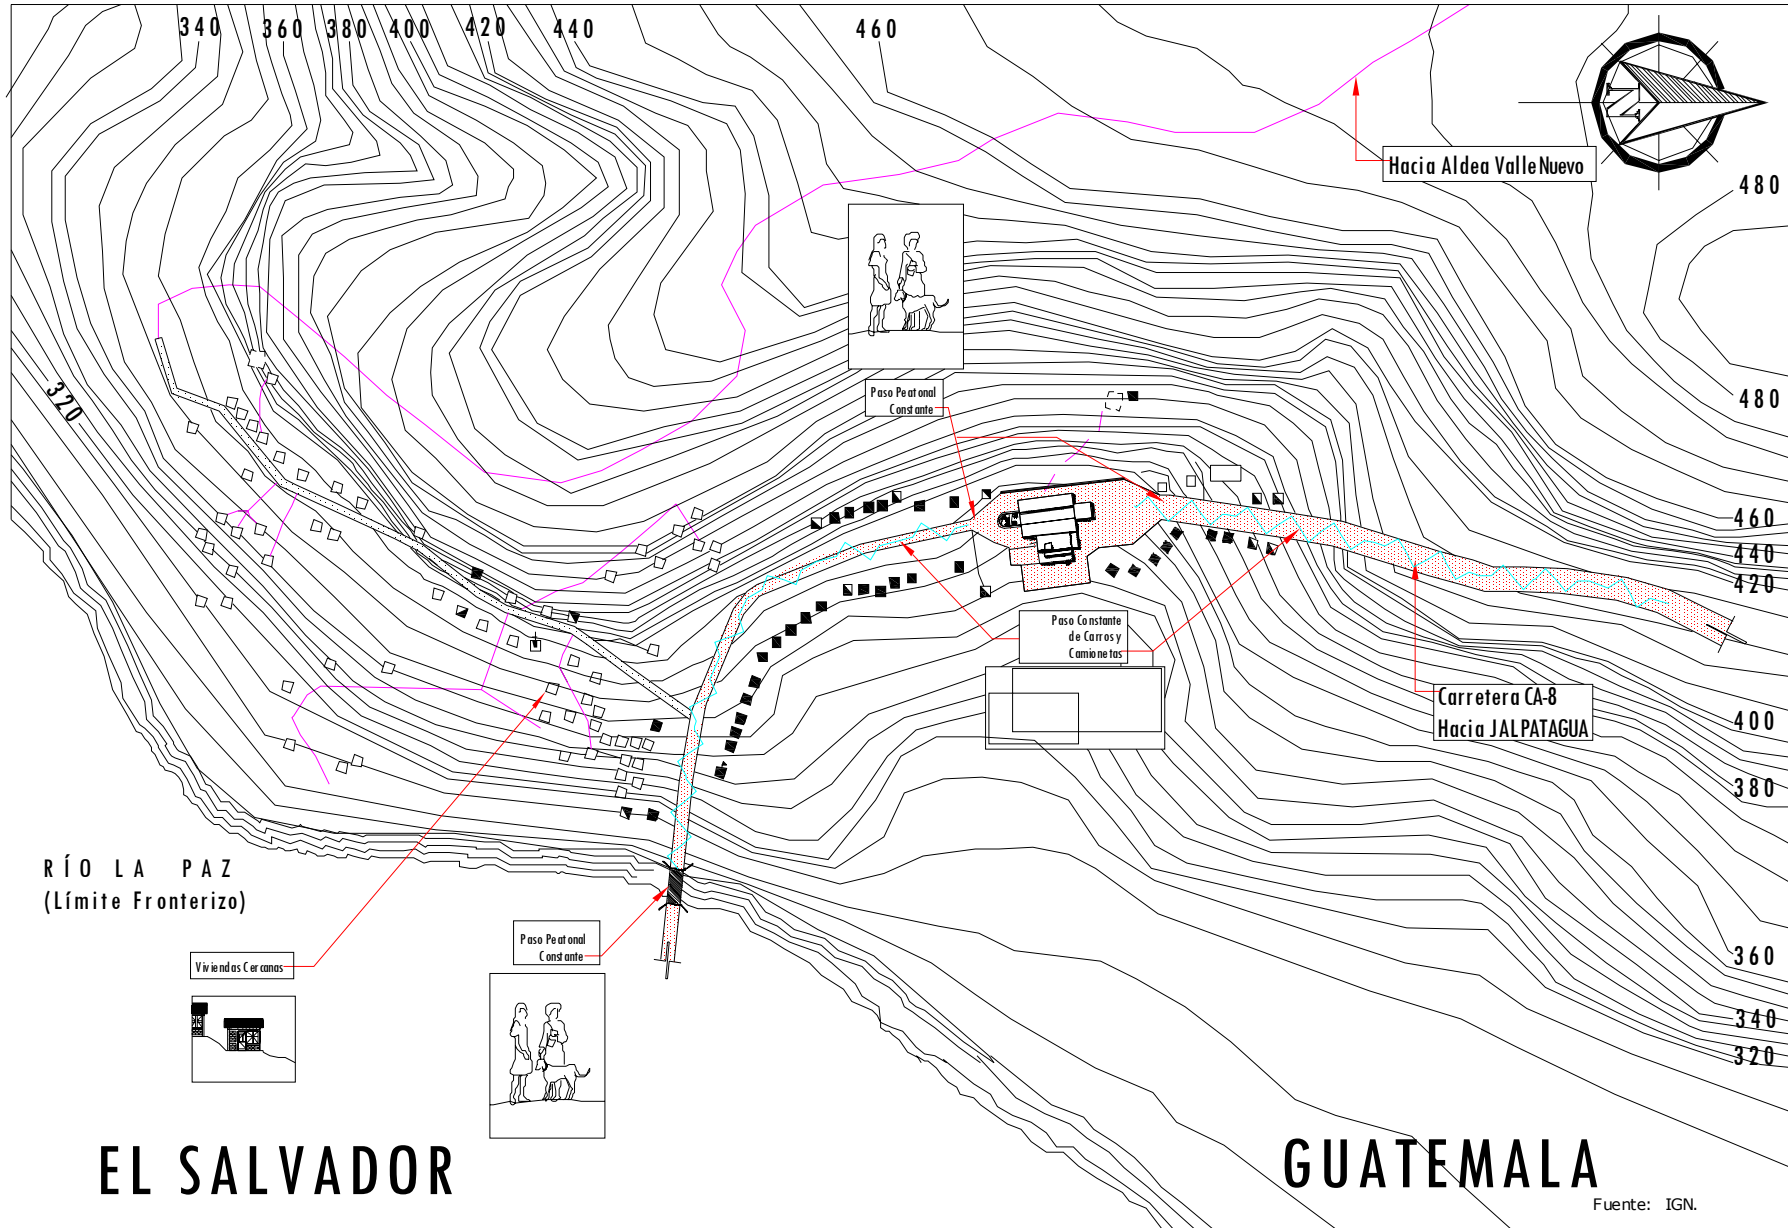 340 360 380 400 420 440 460
N
Hacia Aldea Valle Nuevo
480
320
Paso Peatonal
Constante
480
460
440
420
Paso Constante
de Carros y
Camionetas
Carretera CA-8
Hacia JALPATAGUA
400
380
RÍO LA PAZ
(Límite Fronterizo)
Paso Peatonal
Constante
Viviendas Cercanas
360
340
320
EL SALVADOR
GUATEMALA
Fuente: IGN.